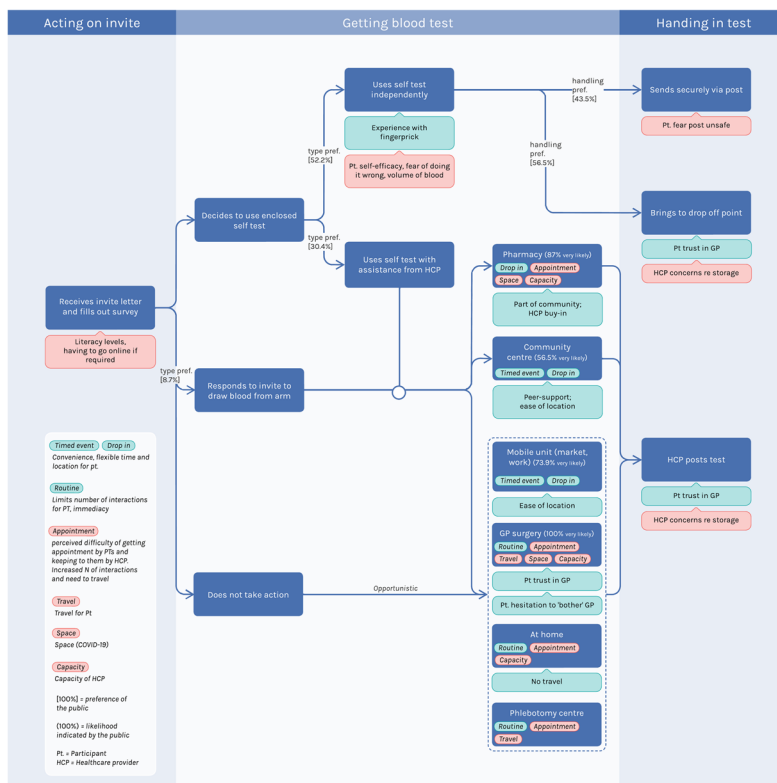 Acting on invite
Getting blood test
Handing in test
Uses self test
independently
Experience with
fingerprick
Pt. self-efficacy, fear of doing
it wrong, volume of blood
handling
pref.
[43.5%]
Sends securely via post
Pt. fear post unsafe
type pref.
[52.2%]
handling
pref.
[56.5%]
Decides to use enclosed
self test
Brings to drop off point
Pt trust in GP
HCP concerns re storage
type pref.
[30.4%]
Uses self test with
assistance from HCP
Pharmacy (87% very likely)
Drop in
Appointment
Space
Capacity
Part of community;
HCP buy-in
Receives invite letter
and fills out survey
Literacy levels,
having to go online if
required
type pref.
[8.7%]
Responds to invite to
draw blood from arm
Community
centre (56.5% very likely)
Timed event
Drop in
Peer-support;
ease of location
Mobile unit (market,
work) (73.9% very likely)
Timed event
Drop in
Ease of location
HCP posts test
Pt trust in GP
HCP concerns re storage
GP surgery (100% very likely)
Routine
Appointment
Travel
Space
Capacity
Pt trust in GP
Pt. hesitation to 'bother' GP
Does not take action
Opportunistic
At home
Routine
Appointment
Capacity
No travel
Phlebotomy centre
Routine
Appointment
Travel
Timed event
Drop in
Convenience, flexible time and
location for pt.
Routine
Limits number of interactions
for PT, immediacy
Appointment
perceived difficulty of getting
appointment by PTs and
keeping to them by HCP.
Increased N of interactions
and need to travel
Travel
Travel for Pt
Space
Space (COVID-19)
Capacity
Capacity of HCP
[100%] = preference of
the public
(100%) = likelihood
indicated by the public
Pt. = Participant
HCP = Healthcare provider